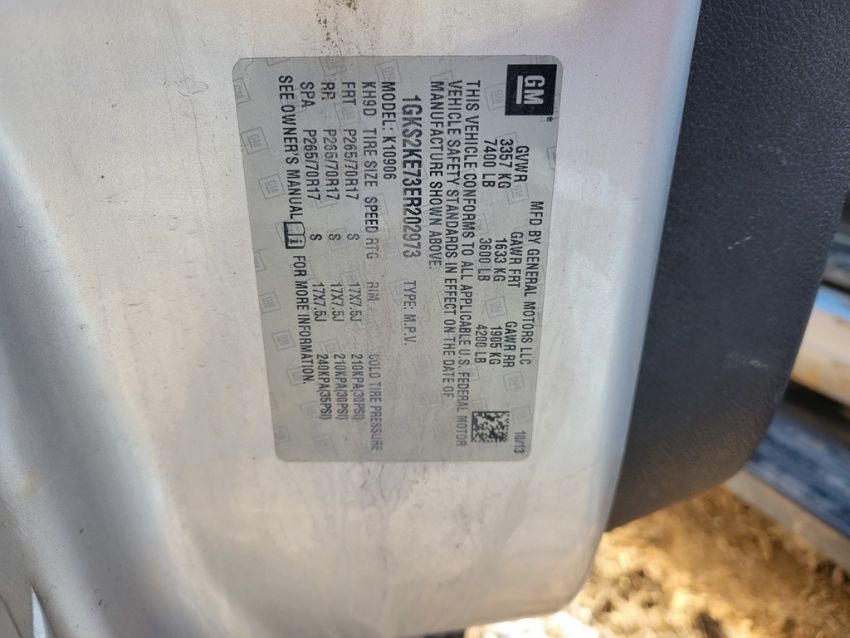 GM
MFD BY GENERAL MOTORS LLC 10/13
GVWR GAWR FRT GAWR RR
3357 KG 1633 KG 1905 KG
7400 LB 3600 LB 4200 LB
THIS VEHICLE CONFORMS TO ALL APPLICABLE U.S. FEDERAL MOTOR
VEHICLE SAFETY STANDARDS IN EFFECT ON THE DATE OF
MANUFACTURE SHOWN ABOVE.
1GKS2KE73ER202973 TYPE: M.P.V.
MODEL: K10906
KH9D TIRE SIZE SPEED RTG RIM COLD TIRE PRESSURE
FRT P265/70R17 S 17X7.5J 210KPA(30PSI)
RR P265/70R17 S 17X7.5J 210KPA(30PSI)
SPA P265/70R17 S 17X7.5J 240KPA(35PSI)
SEE OWNER'S MANUAL FOR MORE INFORMATION.